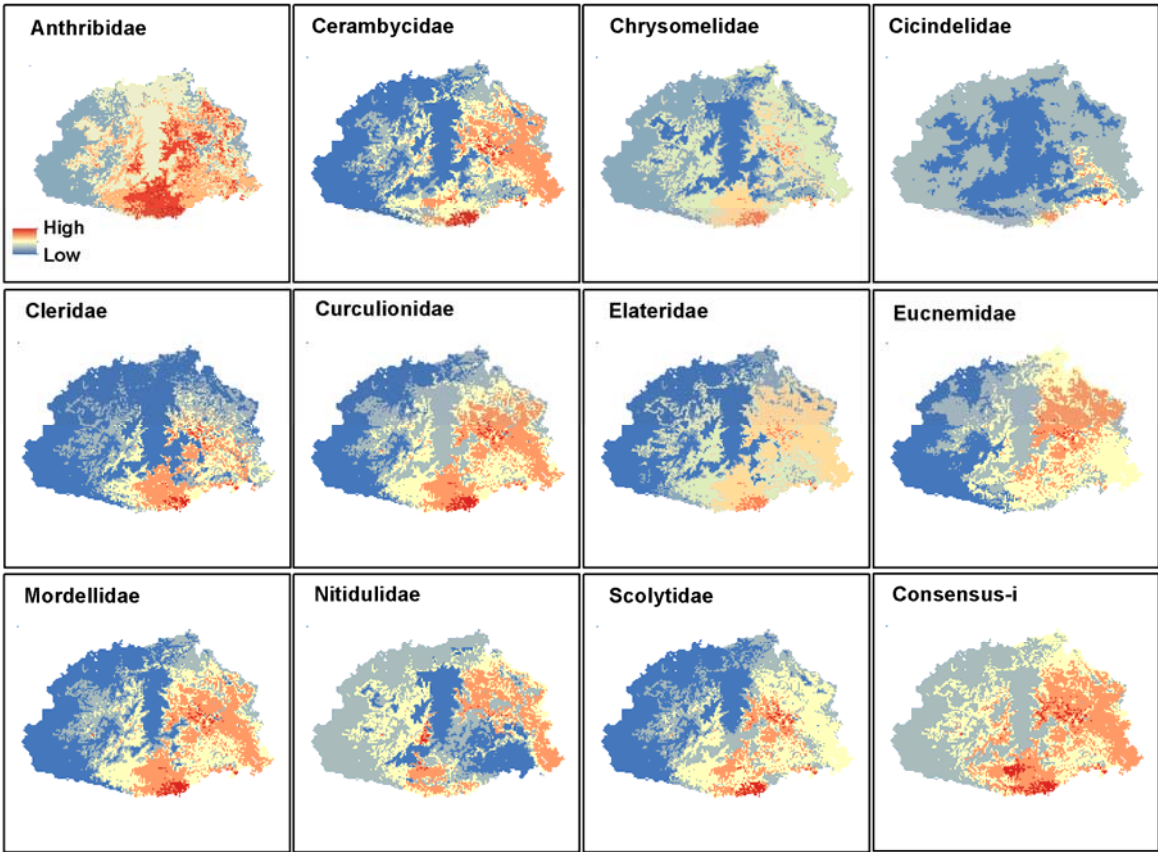 Anthribidae
Cerambycidae
Chrysomelidae
Cicindelidae
High
Low
Cleridae
Curculionidae
Elateridae
Eucnemidae
Mordellidae
Nitidulidae
Scolytidae
Consensus-i